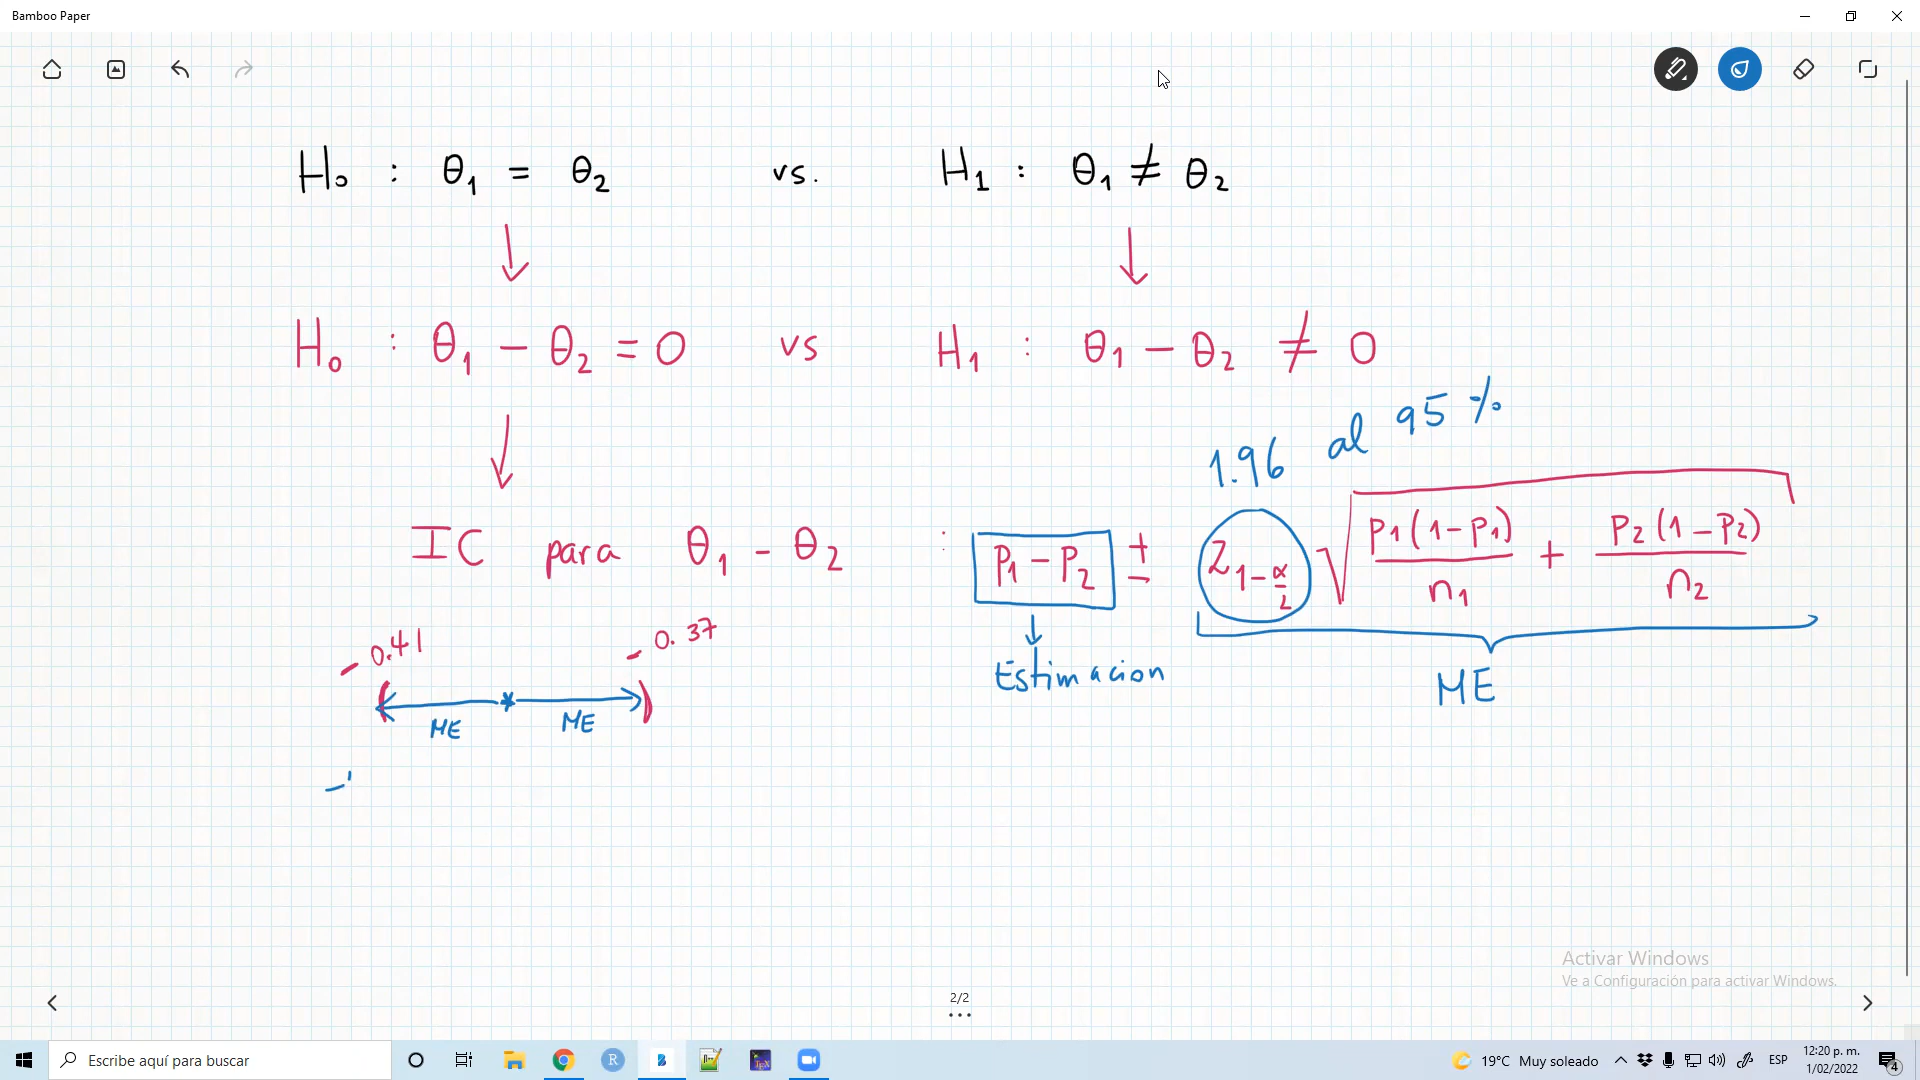 Bamboo Paper
H₀ : θ₁ = θ₂ vs. H₁ : θ₁ ≠ θ₂
H₀ : θ₁ − θ₂ = 0 vs H₁ : θ₁ − θ₂ ≠ 0
1.96 al 95 %
IC para θ₁ - θ₂ : p₁ − p₂ ± Z_{1-α/2} √(p₁(1-p₁)/n₁ + p₂(1-p₂)/n₂)
-0.41 -0.37
Estimacion
ME
ME ME
Activar Windows
Ve a Configuración para activar Windows.
2/2
Escribe aquí para buscar
19°C Muy soleado
ESP
12:20 p. m.
1/02/2022
4